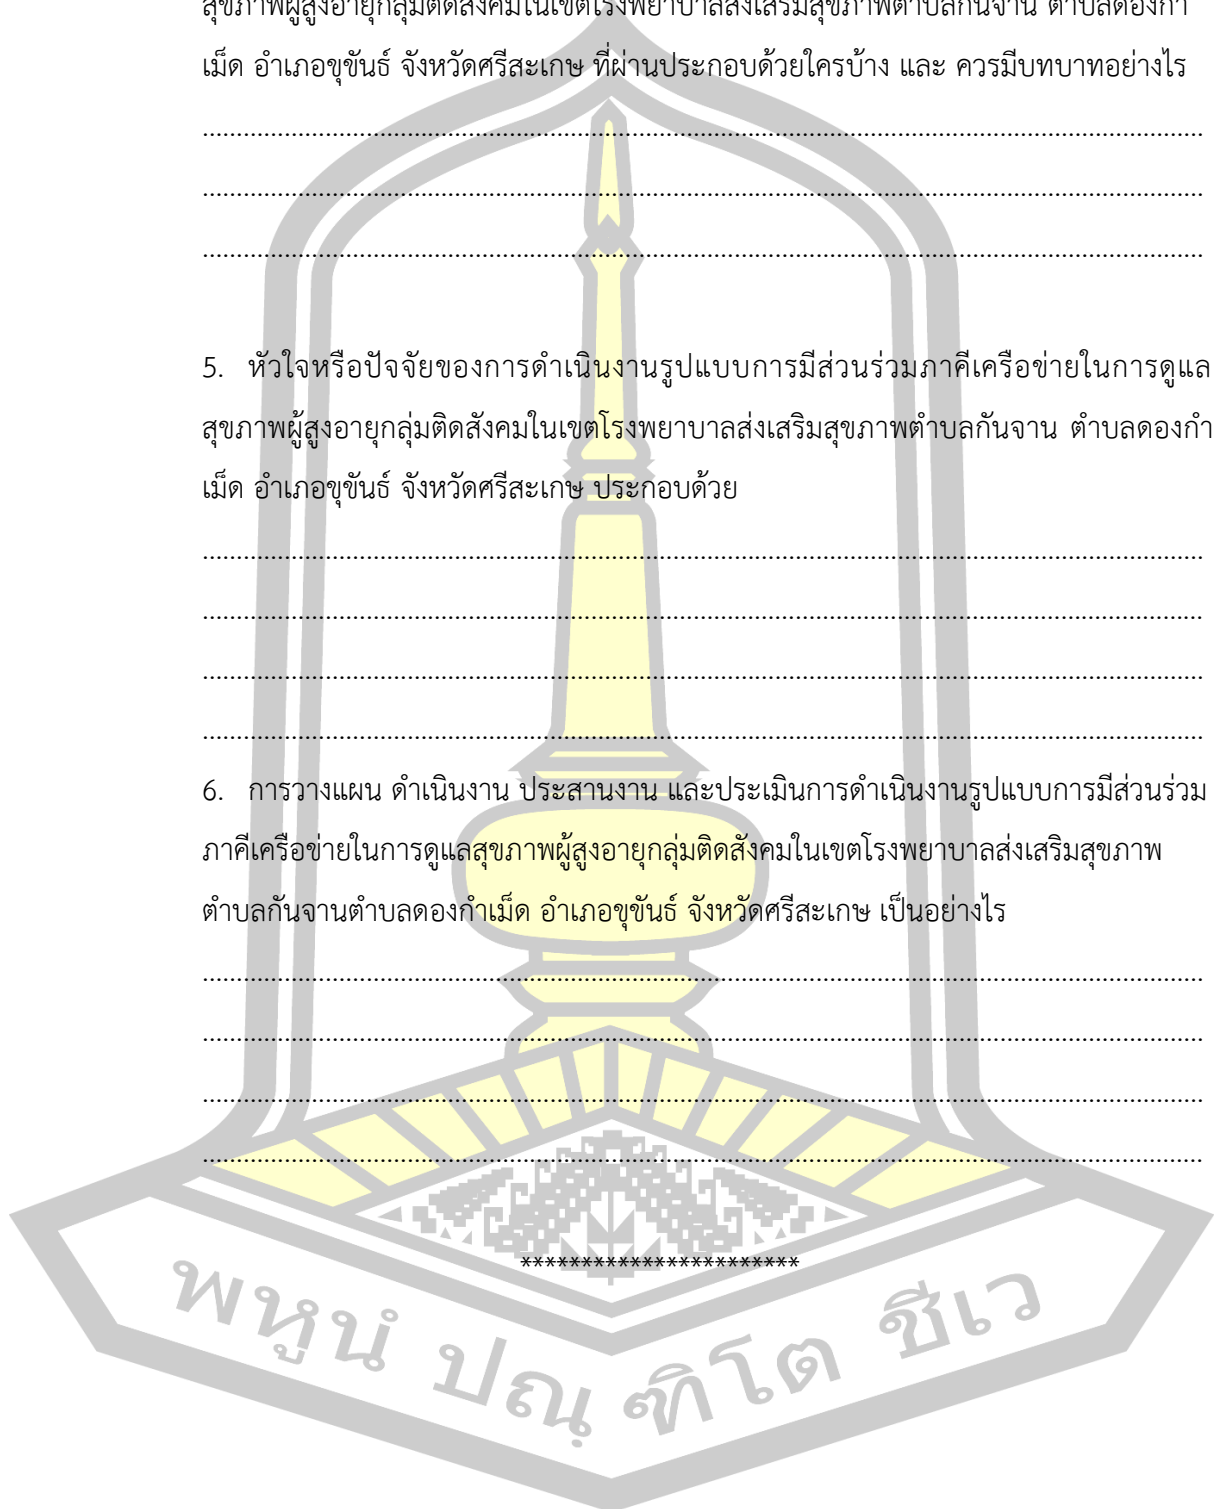 สุขภาพผู้สูงอายุกลุ่มติดสังคมในเขตโรงพยาบาลส่งเสริมสุขภาพตำบลกันจาน ตำบลดองกำ
เม็ด อำเภอขุขันธ์ จังหวัดศรีสะเกษ ที่ผ่านประกอบด้วยใครบ้าง และ ควรมีบทบาทอย่างไร
................................................................................................................................
................................................................................................................................
................................................................................................................................
5. หัวใจหรือปัจจัยของการดำเนินงานรูปแบบการมีส่วนร่วมภาคีเครือข่ายในการดูแล
สุขภาพผู้สูงอายุกลุ่มติดสังคมในเขตโรงพยาบาลส่งเสริมสุขภาพตำบลกันจาน ตำบลดองกำ
เม็ด อำเภอขุขันธ์ จังหวัดศรีสะเกษ ประกอบด้วย
................................................................................................................................
................................................................................................................................
................................................................................................................................
................................................................................................................................
6. การวางแผน ดำเนินงาน ประสานงาน และประเมินการดำเนินงานรูปแบบการมีส่วนร่วม
ภาคีเครือข่ายในการดูแลสุขภาพผู้สูงอายุกลุ่มติดสังคมในเขตโรงพยาบาลส่งเสริมสุขภาพ
ตำบลกันจานตำบลดองกำเม็ด อำเภอขุขันธ์ จังหวัดศรีสะเกษ เป็นอย่างไร
................................................................................................................................
................................................................................................................................
................................................................................................................................
................................................................................................................................
***********************
พหูนํ ปณฺฑิโต ชีเว